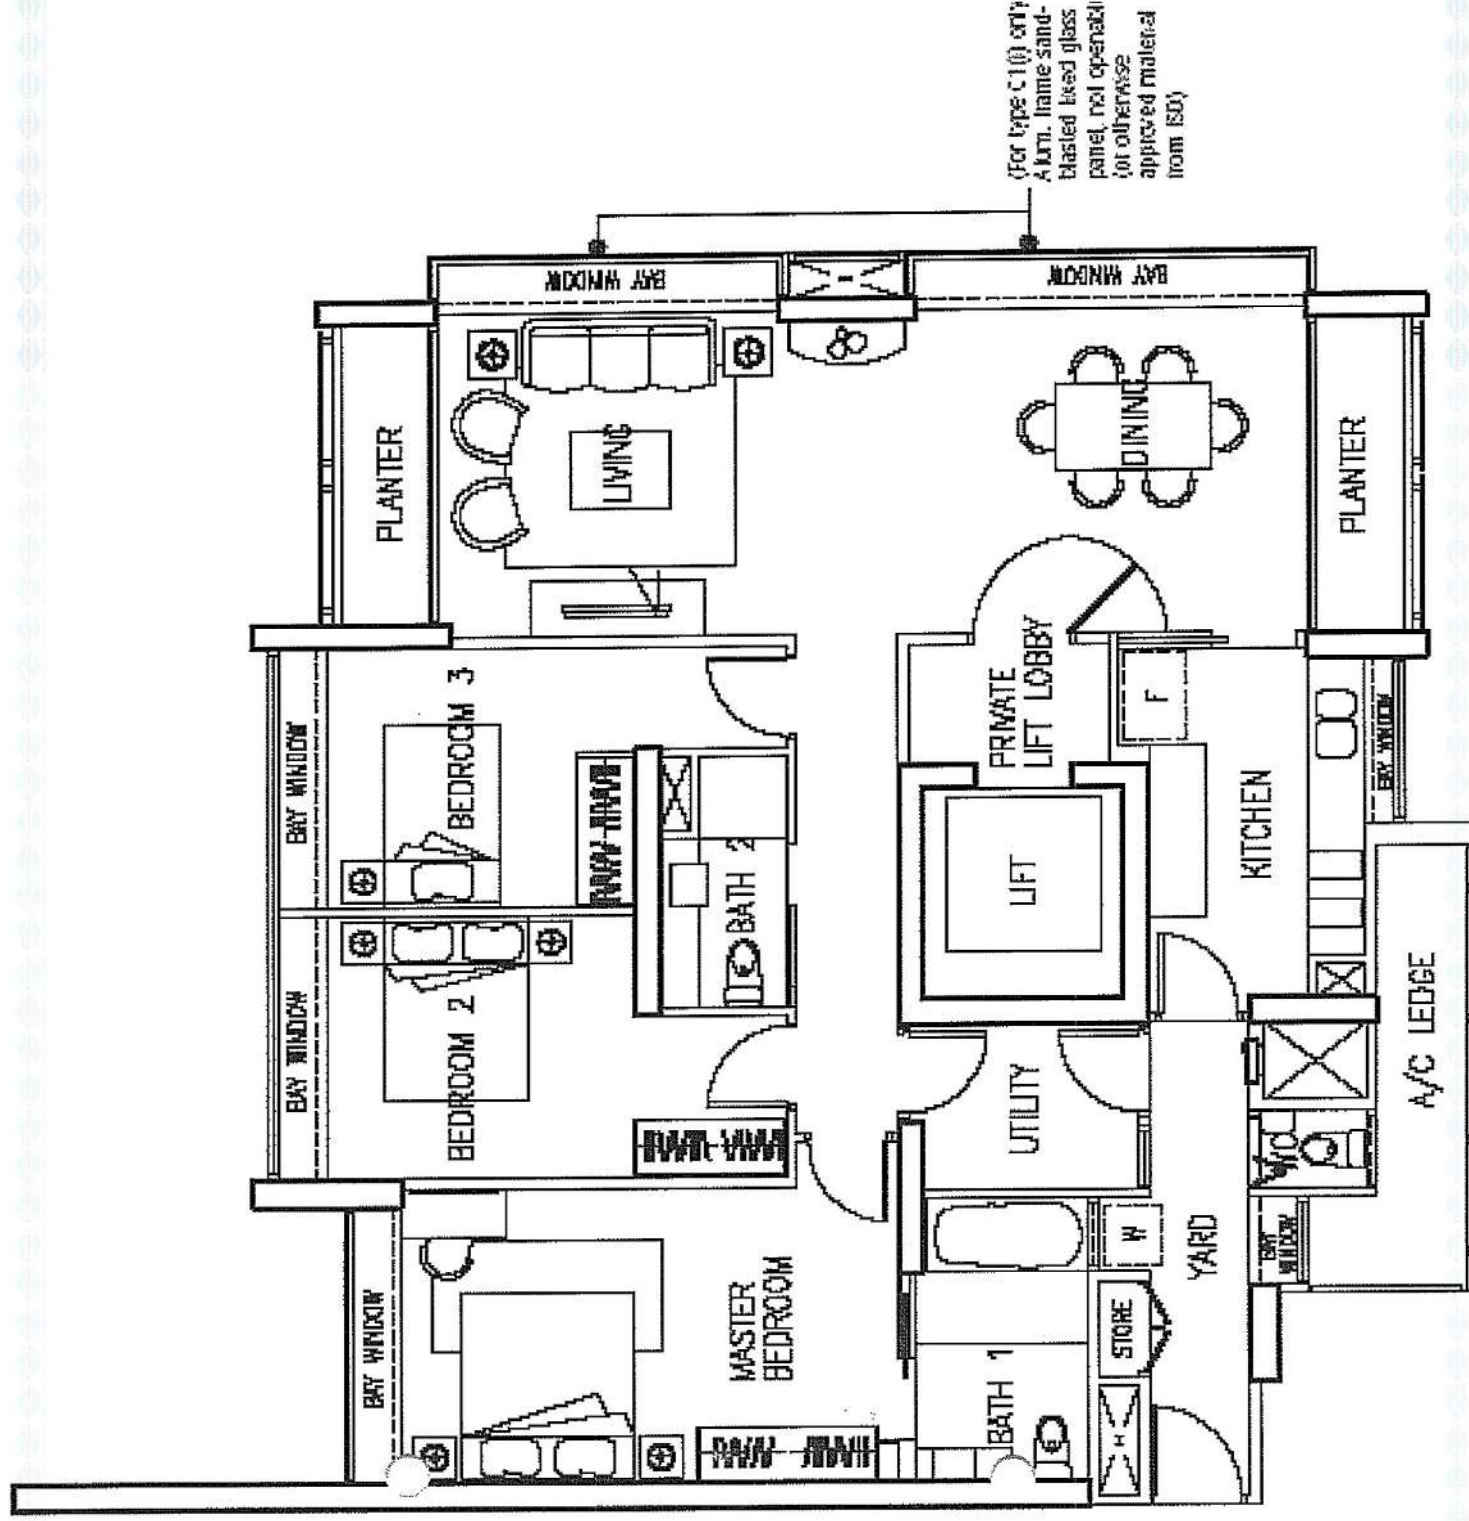 (For type C1(j) only
Alum. frame sand-
blasted fixed glass
panel, not openabl
(or otherwise
approved material
from ISD)
BAY WINDOW
BAY WINDOW
PLANTER
LIVING
DINING
PLANTER
BEDROOM 3
BAY WINDOW
PRIVATE
LIFT LOBBY
F
BAY WINDOW
KITCHEN
LIFT
BATH 2
BAY WINDOW
BEDROOM 2
UTILITY
A/C LEDGE
WC
YARD
W
BAY
WINDOW
STORE
MASTER
BEDROOM
BAY WINDOW
BATH 1